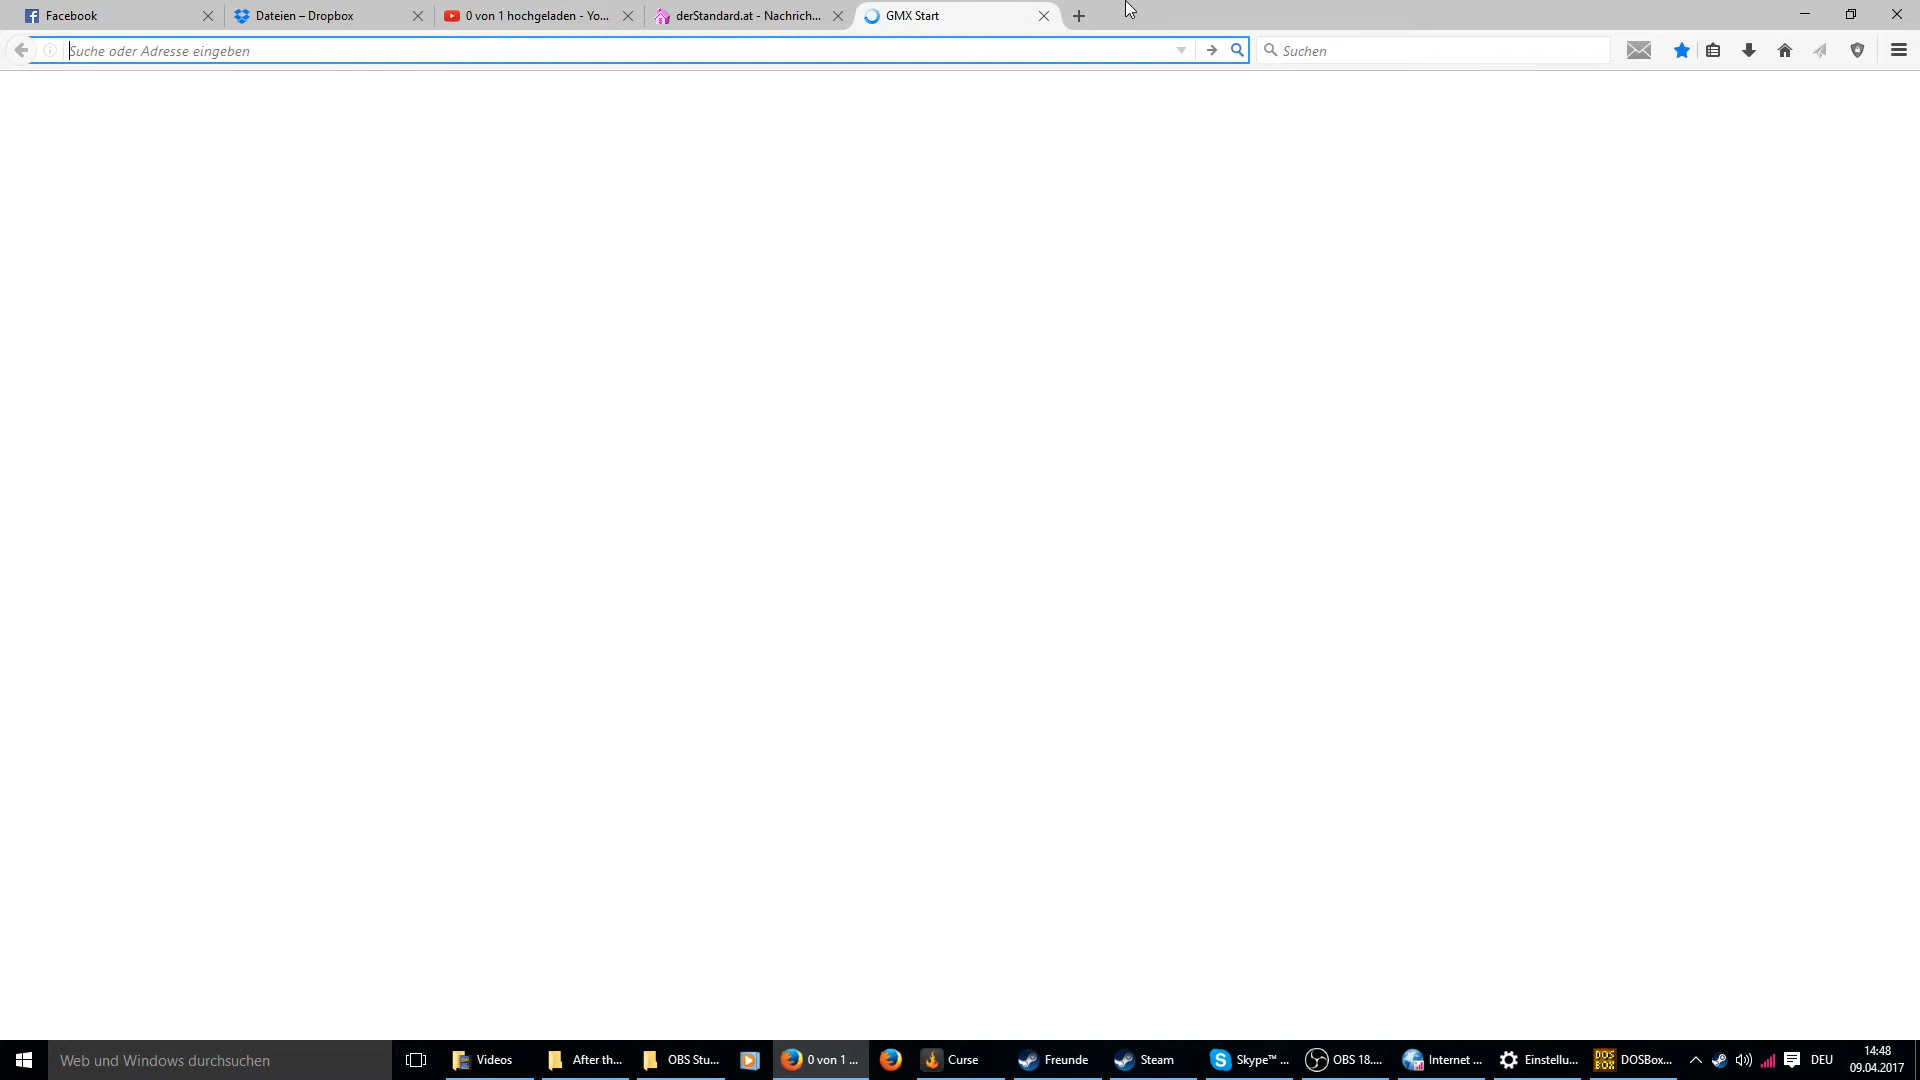 Facebook
Dateien – Dropbox
0 von 1 hochgeladen - Yo...
derStandard.at - Nachrich...
GMX Start
Suche oder Adresse eingeben
Suchen
Web und Windows durchsuchen
Videos
After th...
OBS Stu...
0 von 1 ...
Curse
Freunde
Steam
Skype™ ...
OBS 18....
Internet ...
Einstellu...
DOS BOX
DOSBox...
DEU
14:48
09.04.2017